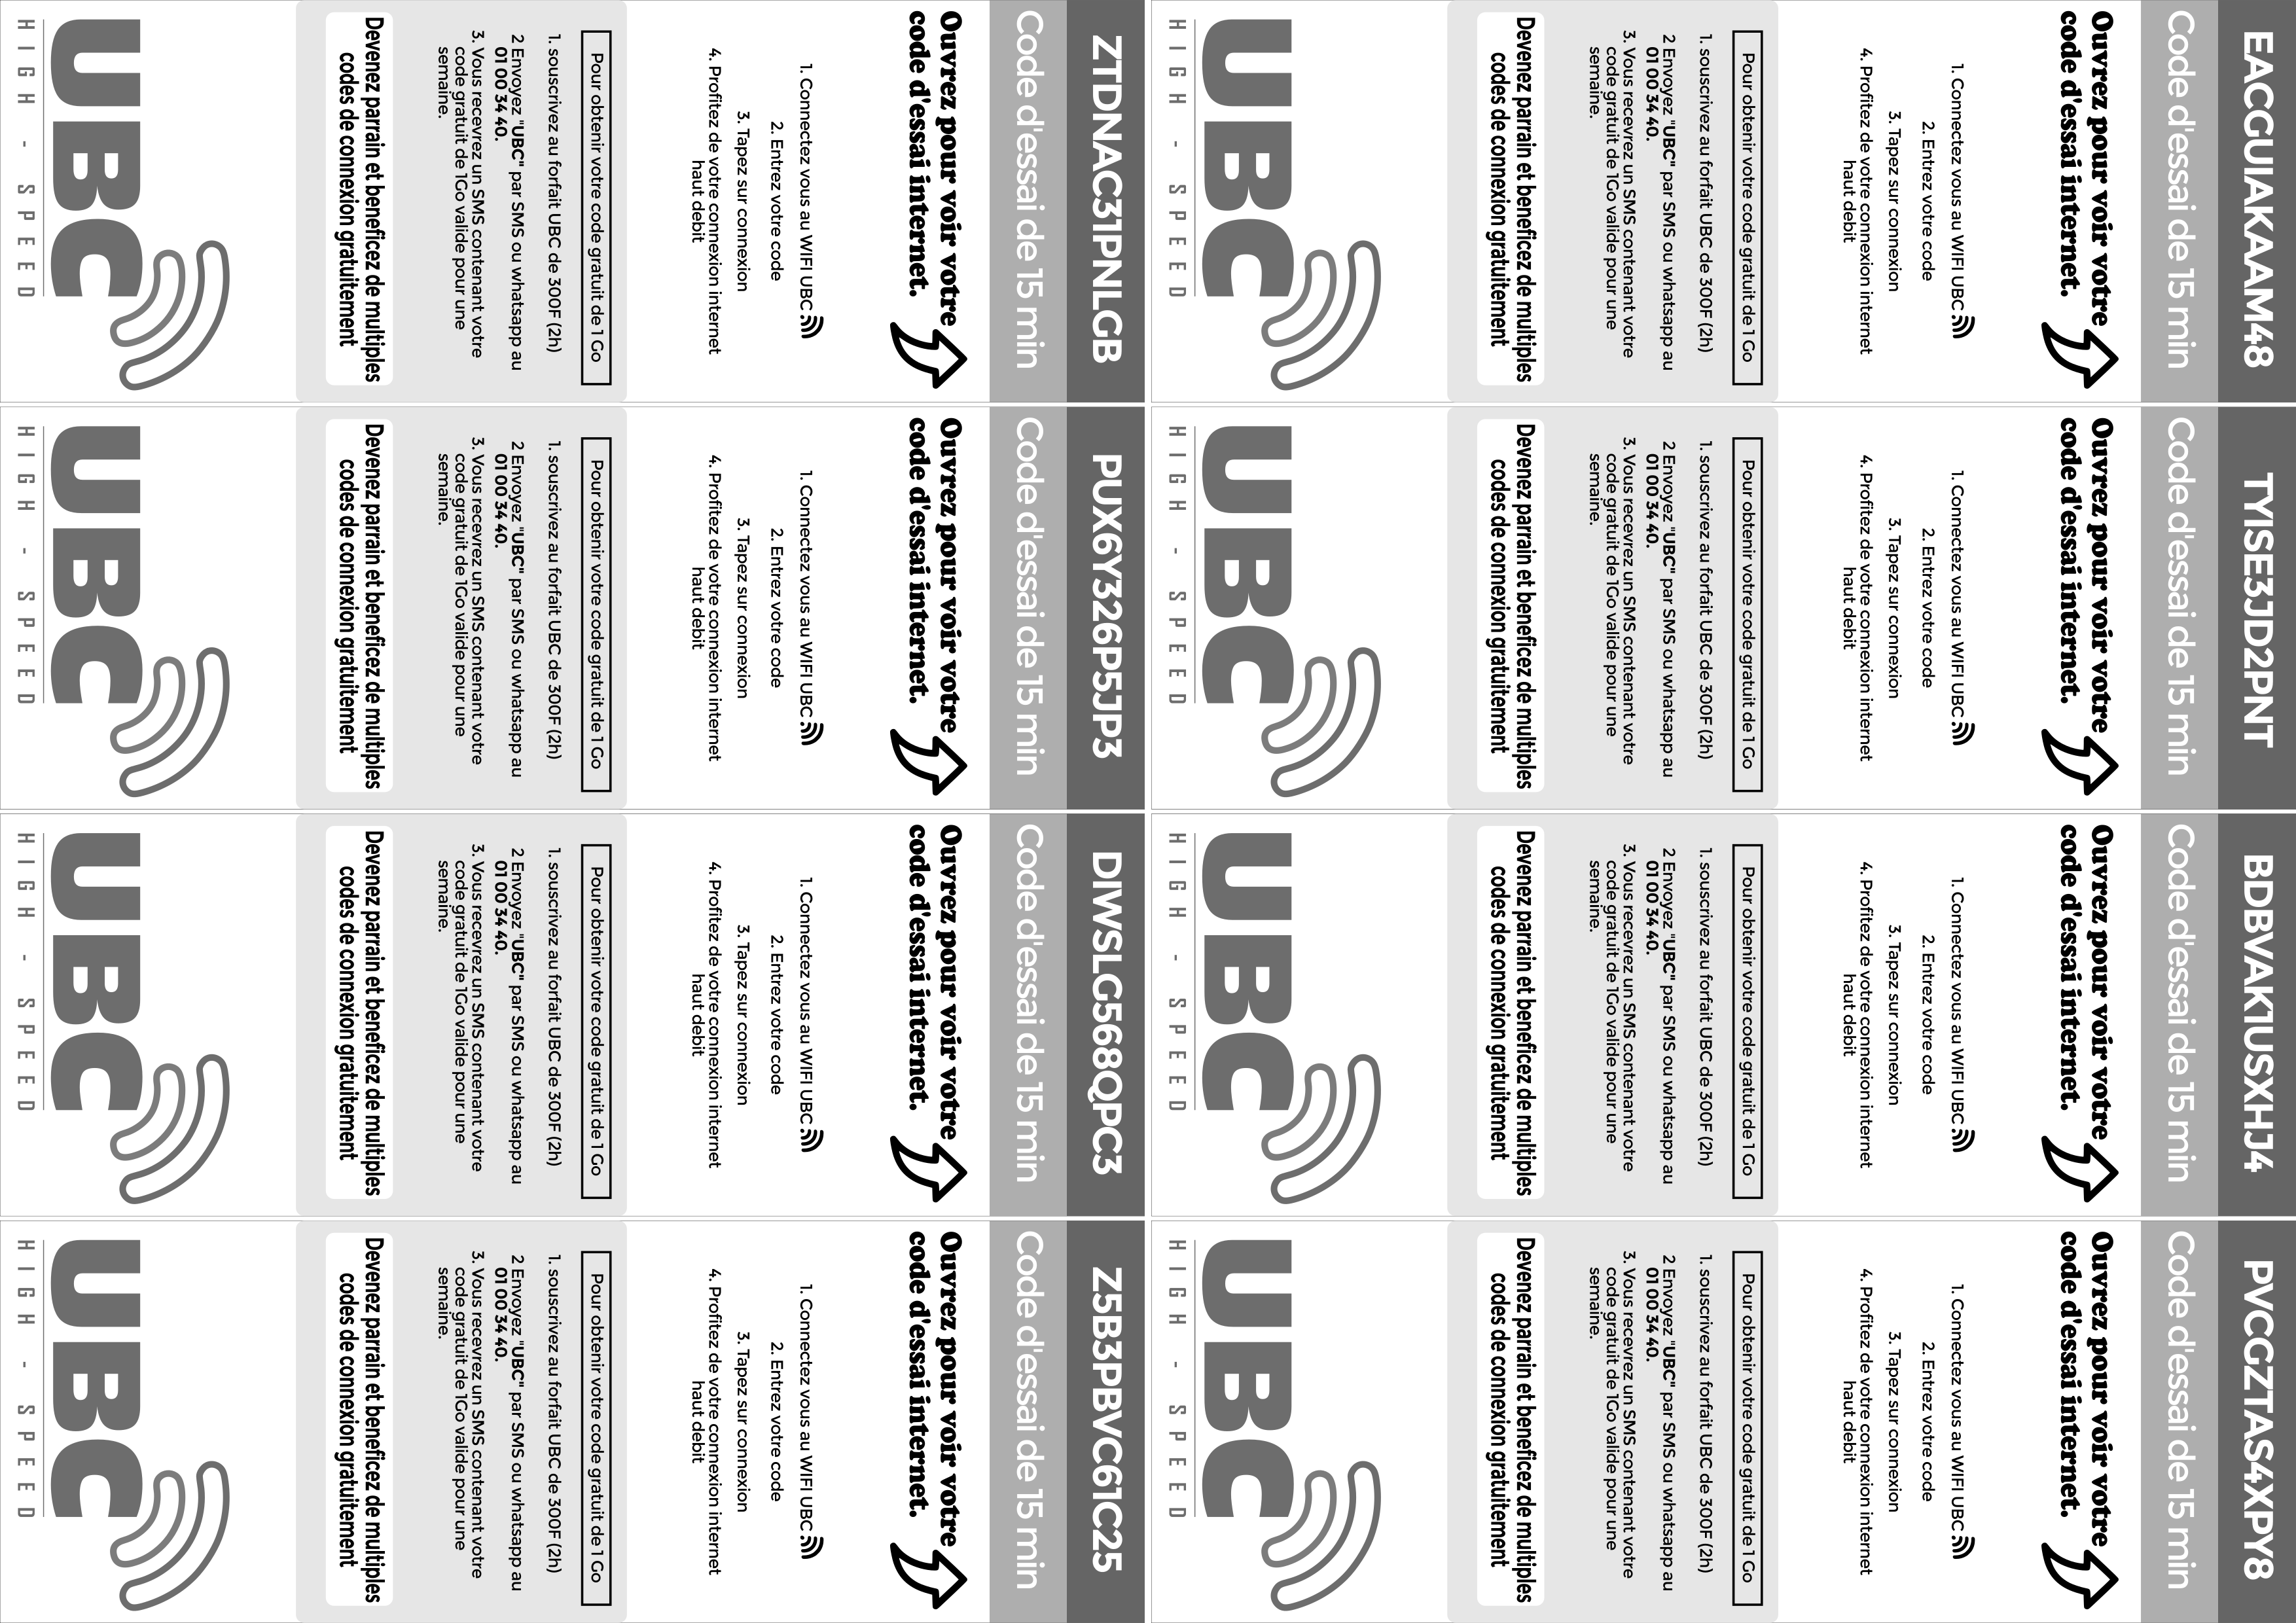 EACGUIAKAAM48
Code d'essai de 15 min
Ouvrez pour voir votre
code d'essai internet.
1. Connectez vous au WIFI UBC
2. Entrez votre code
3. Tapez sur connexion
4. Profitez de votre connexion internet
haut debit
Pour obtenir votre code gratuit de 1 Go
1. souscrivez au forfait UBC de 300F (2h)
2 Envoyez "UBC" par SMS ou whatsapp au
01 00 34 40.
3. Vous recevrez un SMS contenant votre
code gratuit de 1Go valide pour une
semaine.
Devenez parrain et beneficez de multiples
codes de connexion gratuitement
UBC
HIGH - SPEED
TYISE3JD2PNT
Code d'essai de 15 min
Ouvrez pour voir votre
code d'essai internet.
1. Connectez vous au WIFI UBC
2. Entrez votre code
3. Tapez sur connexion
4. Profitez de votre connexion internet
haut debit
Pour obtenir votre code gratuit de 1 Go
1. souscrivez au forfait UBC de 300F (2h)
2 Envoyez "UBC" par SMS ou whatsapp au
01 00 34 40.
3. Vous recevrez un SMS contenant votre
code gratuit de 1Go valide pour une
semaine.
Devenez parrain et beneficez de multiples
codes de connexion gratuitement
UBC
HIGH - SPEED
BDBVAK1USXHJ4
Code d'essai de 15 min
Ouvrez pour voir votre
code d'essai internet.
1. Connectez vous au WIFI UBC
2. Entrez votre code
3. Tapez sur connexion
4. Profitez de votre connexion internet
haut debit
Pour obtenir votre code gratuit de 1 Go
1. souscrivez au forfait UBC de 300F (2h)
2 Envoyez "UBC" par SMS ou whatsapp au
01 00 34 40.
3. Vous recevrez un SMS contenant votre
code gratuit de 1Go valide pour une
semaine.
Devenez parrain et beneficez de multiples
codes de connexion gratuitement
UBC
HIGH - SPEED
PVCGZTAS4XPY8
Code d'essai de 15 min
Ouvrez pour voir votre
code d'essai internet.
1. Connectez vous au WIFI UBC
2. Entrez votre code
3. Tapez sur connexion
4. Profitez de votre connexion internet
haut debit
Pour obtenir votre code gratuit de 1 Go
1. souscrivez au forfait UBC de 300F (2h)
2 Envoyez "UBC" par SMS ou whatsapp au
01 00 34 40.
3. Vous recevrez un SMS contenant votre
code gratuit de 1Go valide pour une
semaine.
Devenez parrain et beneficez de multiples
codes de connexion gratuitement
UBC
HIGH - SPEED
ZTDNAC31PNLGB
Code d'essai de 15 min
Ouvrez pour voir votre
code d'essai internet.
1. Connectez vous au WIFI UBC
2. Entrez votre code
3. Tapez sur connexion
4. Profitez de votre connexion internet
haut debit
Pour obtenir votre code gratuit de 1 Go
1. souscrivez au forfait UBC de 300F (2h)
2 Envoyez "UBC" par SMS ou whatsapp au
01 00 34 40.
3. Vous recevrez un SMS contenant votre
code gratuit de 1Go valide pour une
semaine.
Devenez parrain et beneficez de multiples
codes de connexion gratuitement
UBC
HIGH - SPEED
PUX6Y326P5JP3
Code d'essai de 15 min
Ouvrez pour voir votre
code d'essai internet.
1. Connectez vous au WIFI UBC
2. Entrez votre code
3. Tapez sur connexion
4. Profitez de votre connexion internet
haut debit
Pour obtenir votre code gratuit de 1 Go
1. souscrivez au forfait UBC de 300F (2h)
2 Envoyez "UBC" par SMS ou whatsapp au
01 00 34 40.
3. Vous recevrez un SMS contenant votre
code gratuit de 1Go valide pour une
semaine.
Devenez parrain et beneficez de multiples
codes de connexion gratuitement
UBC
HIGH - SPEED
DIWSLG568QPC3
Code d'essai de 15 min
Ouvrez pour voir votre
code d'essai internet.
1. Connectez vous au WIFI UBC
2. Entrez votre code
3. Tapez sur connexion
4. Profitez de votre connexion internet
haut debit
Pour obtenir votre code gratuit de 1 Go
1. souscrivez au forfait UBC de 300F (2h)
2 Envoyez "UBC" par SMS ou whatsapp au
01 00 34 40.
3. Vous recevrez un SMS contenant votre
code gratuit de 1Go valide pour une
semaine.
Devenez parrain et beneficez de multiples
codes de connexion gratuitement
UBC
HIGH - SPEED
Z5B3PBVC61C25
Code d'essai de 15 min
Ouvrez pour voir votre
code d'essai internet.
1. Connectez vous au WIFI UBC
2. Entrez votre code
3. Tapez sur connexion
4. Profitez de votre connexion internet
haut debit
Pour obtenir votre code gratuit de 1 Go
1. souscrivez au forfait UBC de 300F (2h)
2 Envoyez "UBC" par SMS ou whatsapp au
01 00 34 40.
3. Vous recevrez un SMS contenant votre
code gratuit de 1Go valide pour une
semaine.
Devenez parrain et beneficez de multiples
codes de connexion gratuitement
UBC
HIGH - SPEED